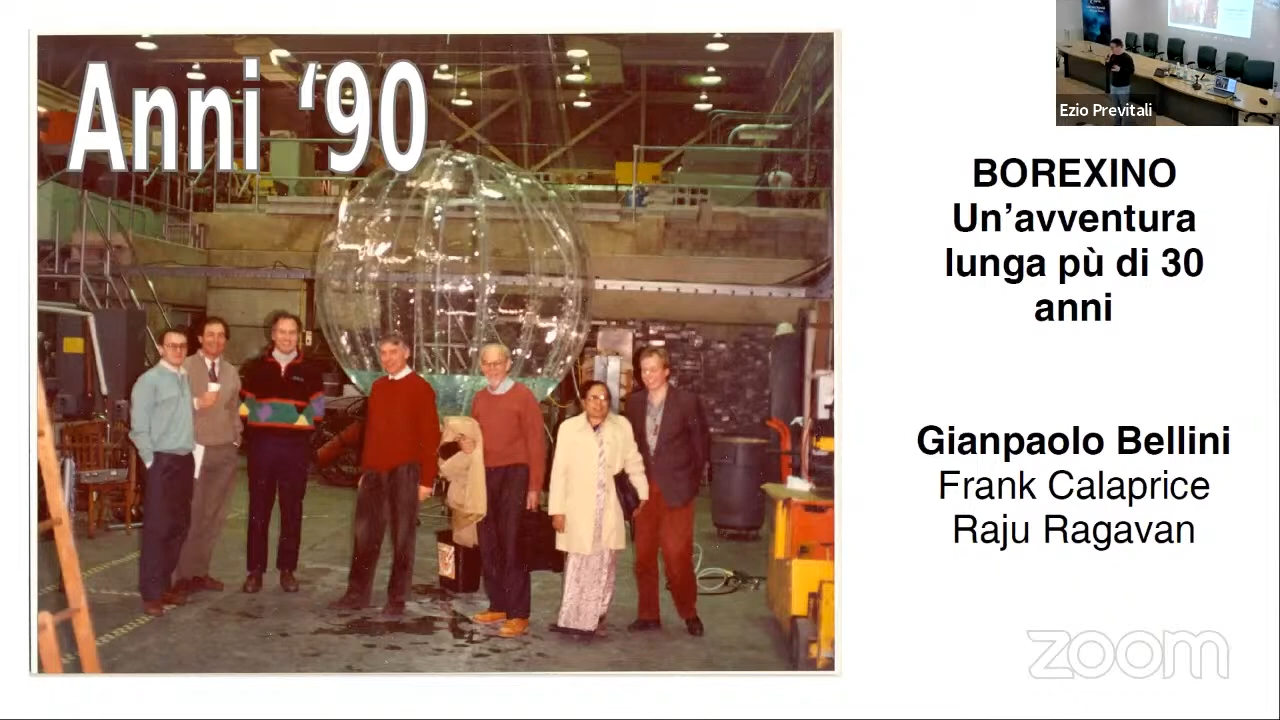 Anni ‘90
Ezio Previtali
BOREXINO
Un’avventura
lunga pù di 30
anni
Gianpaolo Bellini
Frank Calaprice
Raju Ragavan
zoom